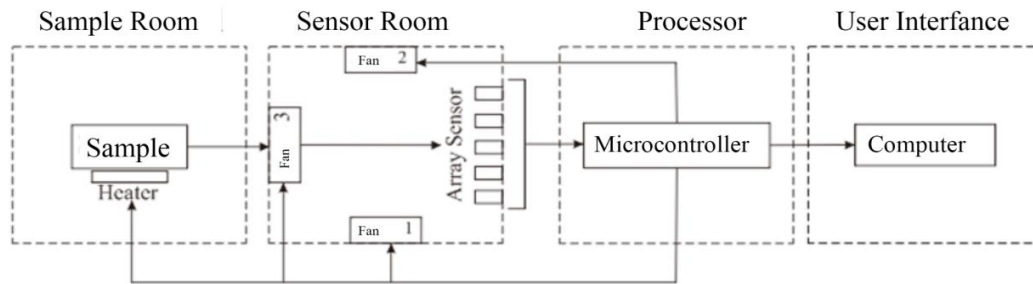 Sample Room
Sensor Room
Processor
User Interfance
Fan 2
Fan 3
Array Sensor
Sample
Heater
Microcontroller
Computer
Fan 1